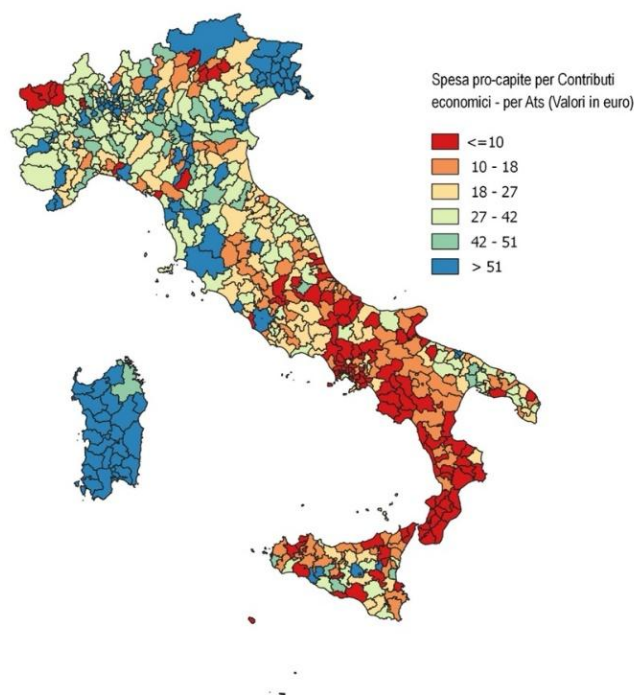 Spesa pro-capite per Contributi
economici - per Ats (Valori in euro)
<=10
10 - 18
18 - 27
27 - 42
42 - 51
> 51